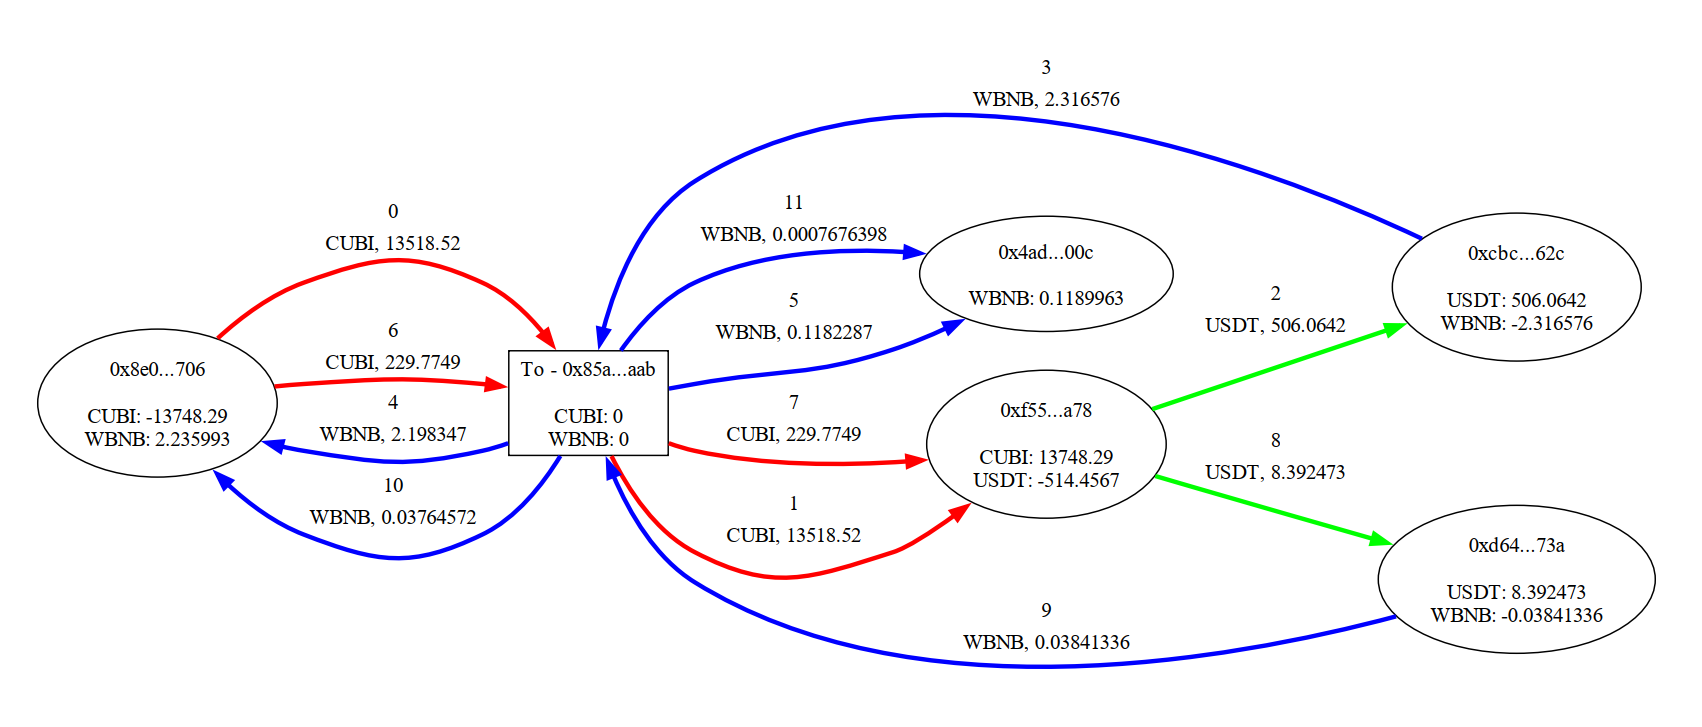 3
WBNB, 2.316576
0
CUBI, 13518.52
11
WBNB, 0.0007676398
0x4ad...00c
WBNB: 0.1189963
0xcbc...62c
USDT: 506.0642
WBNB: -2.316576
5
WBNB, 0.1182287
2
USDT, 506.0642
6
CUBI, 229.7749
0x8e0...706
CUBI: -13748.29
WBNB: 2.235993
To - 0x85a...aab
CUBI: 0
WBNB: 0
4
WBNB, 2.198347
7
CUBI, 229.7749
0xf55...a78
CUBI: 13748.29
USDT: -514.4567
8
USDT, 8.392473
10
WBNB, 0.03764572
1
CUBI, 13518.52
0xd64...73a
USDT: 8.392473
WBNB: -0.03841336
9
WBNB, 0.03841336